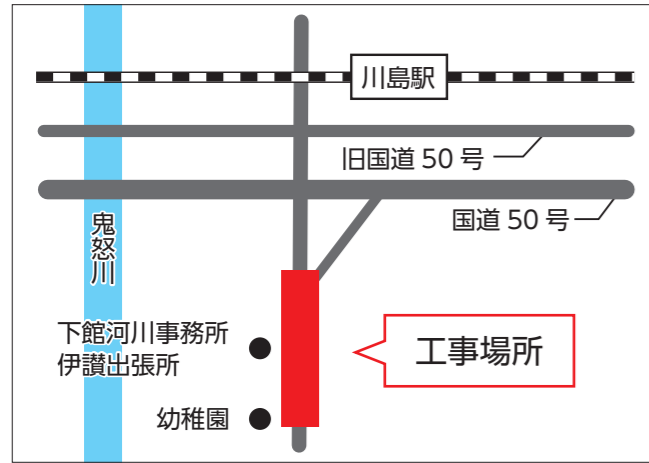 川島駅
旧国道 50 号
国道 50 号
鬼怒川
下館河川事務所
伊讃出張所
工事場所
幼稚園